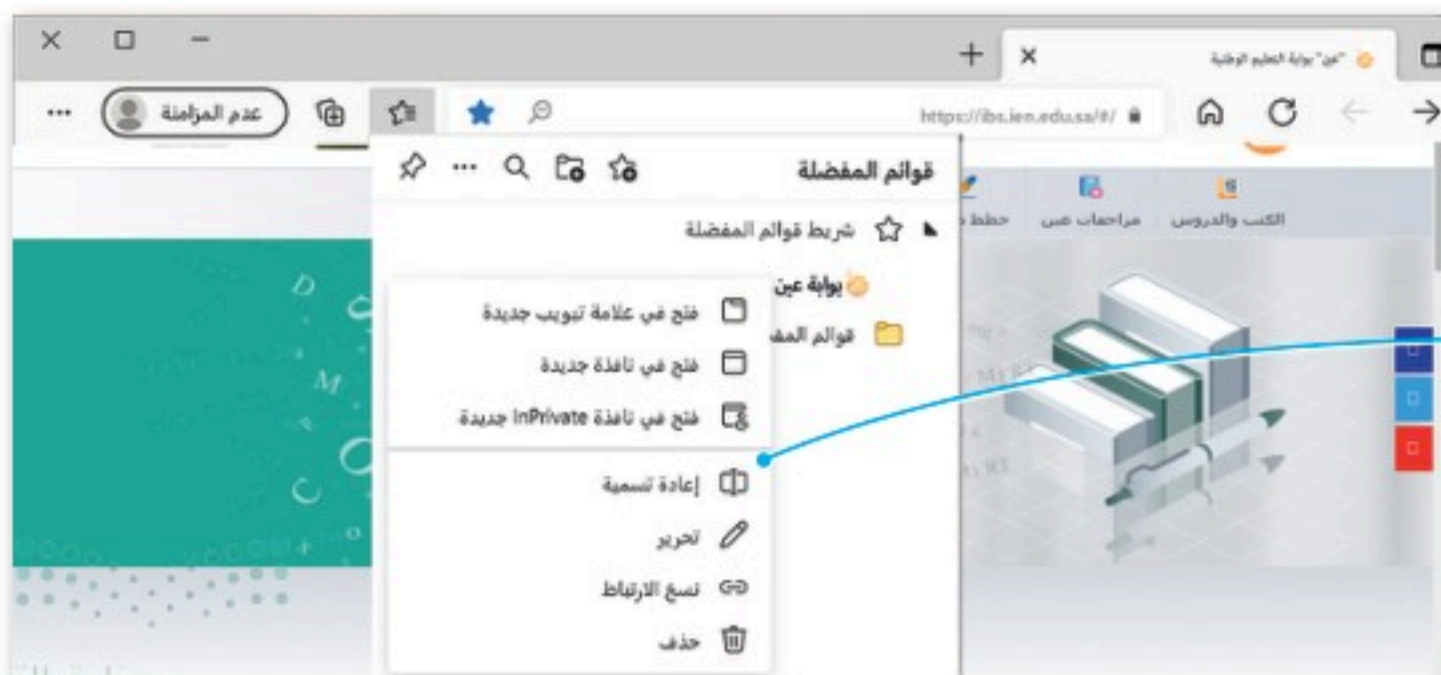 "عين" بوابة التعليم الوطنية
https://ibs.ien.edu.sa/#/
عدم المزامنة
قوائم المفضلة
الكتب والدروس
مراجعات عين
خطط
شريط قوائم المفضلة
بوابة عين
قوائم المف
فتح في علامة تبويب جديدة
فتح في نافذة جديدة
فتح في نافذة InPrivate جديدة
إعادة تسمية
تحرير
نسخ الارتباط
حذف